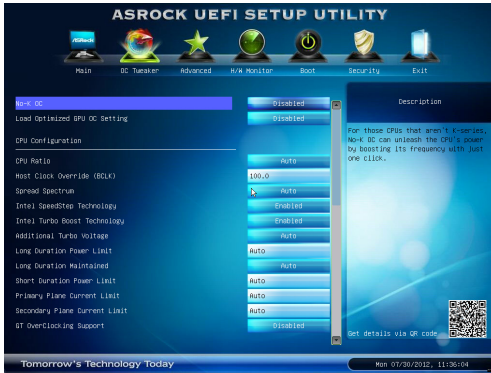 ASROCK UEFI SETUP UTILITY
ASRock
Main OC Tweaker Advanced H/W Monitor Boot Security Exit
No-K OC Disabled
Load Optimized GPU OC Setting Disabled
CPU Configuration
CPU Ratio Auto
Host Clock Override (BCLK) 100.0
Spread Spectrum Auto
Intel SpeedStep Technology Enabled
Intel Turbo Boost Technology Enabled
Additional Turbo Voltage Auto
Long Duration Power Limit Auto
Long Duration Maintained Auto
Short Duration Power Limit Auto
Primary Plane Current Limit Auto
Secondary Plane Current Limit Auto
GT OverClocking Support Disabled
Description
For those CPUs that aren't K-series,
No-K OC can unleash the CPU's power
by boosting its frequency with just
one click.
Get details via QR code
Tomorrow's Technology Today
Mon 07/30/2012, 11:36:04